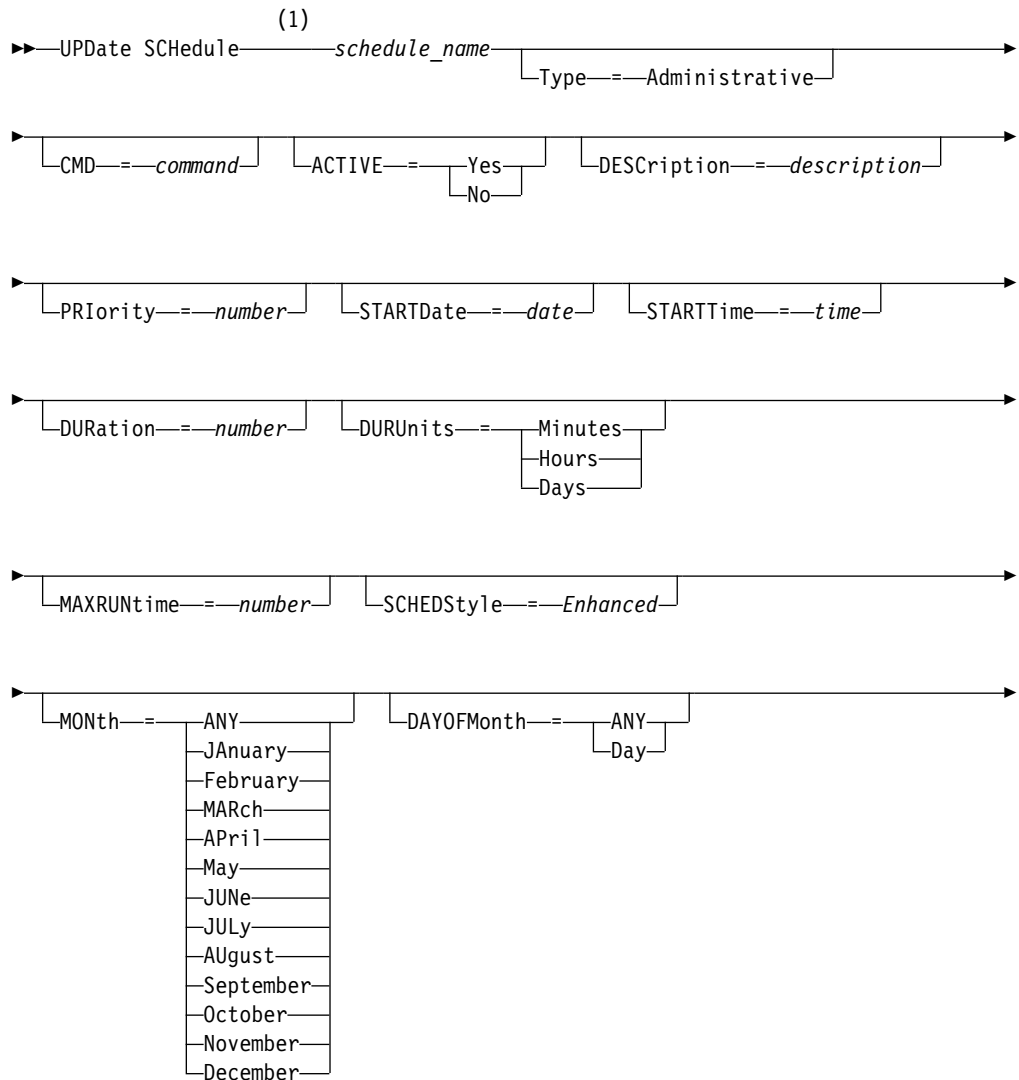 (1)
UPDate SCHedule schedule_name
Type = Administrative
CMD = command ACTIVE = Yes DESCription = description
No
PRIority = number STARTDate = date STARTTime = time
DURation = number DURUnits = Minutes
Hours
Days
MAXRUNtime = number SCHEDStyle = Enhanced
MONth = ANY DAYOFMonth = ANY
JAnuary Day
February
MARch
APril
May
JUNe
JULy
AUgust
September
October
November
December